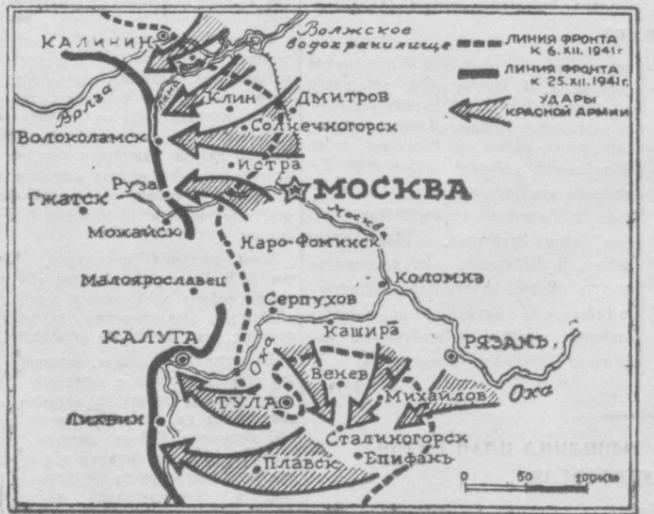 КАЛИНИН
Волжское
водохранилище
ЛИНИЯ ФРОНТА
К 6.XII.1941г.
ЛИНИЯ ФРОНТА
К 25.XII.1941г.
УДАРЫ
КРАСНОЙ АРМИИ
Волга
Лама
Клин
Дмитров
Солнечногорск
Волоколамск
Истра
Руза
МОСКВА
Гжатск
Москва
Можайск
Наро-Фоминск
Малоярославец
Коломна
Серпухов
КАЛУГА
Кашира
РЯЗАНЬ
Ока
Венев
Ока
ТУЛА
Михайлов
Лихвин
Сталиногорск
Плавск
Епифань
0 50 100КМ